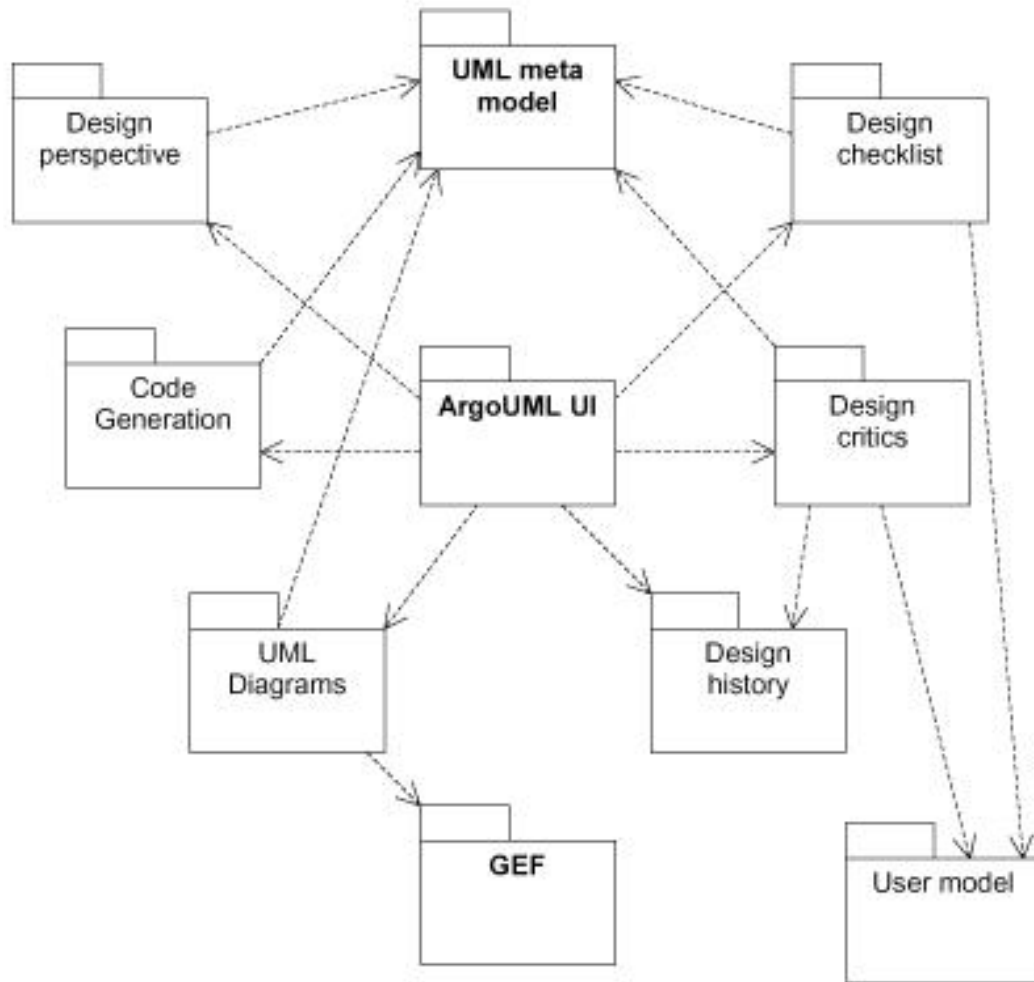 UML meta
model
Design
perspective
Design
checklist
Code
Generation
ArgoUML UI
Design
critics
UML
Diagrams
Design
history
GEF
User model